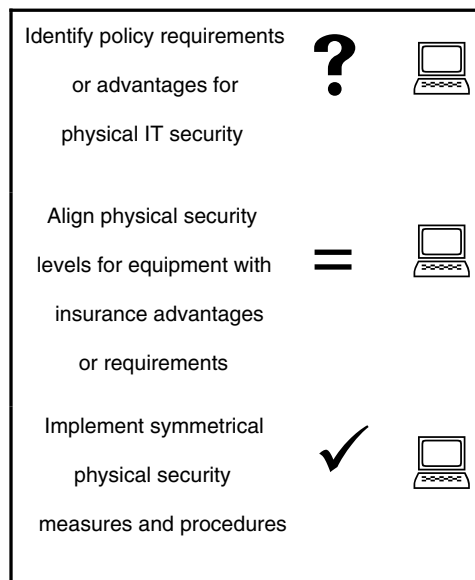 Identify policy requirements
or advantages for
physical IT security
?
Align physical security
levels for equipment with
insurance advantages
or requirements
=
Implement symmetrical
physical security
measures and procedures
✓